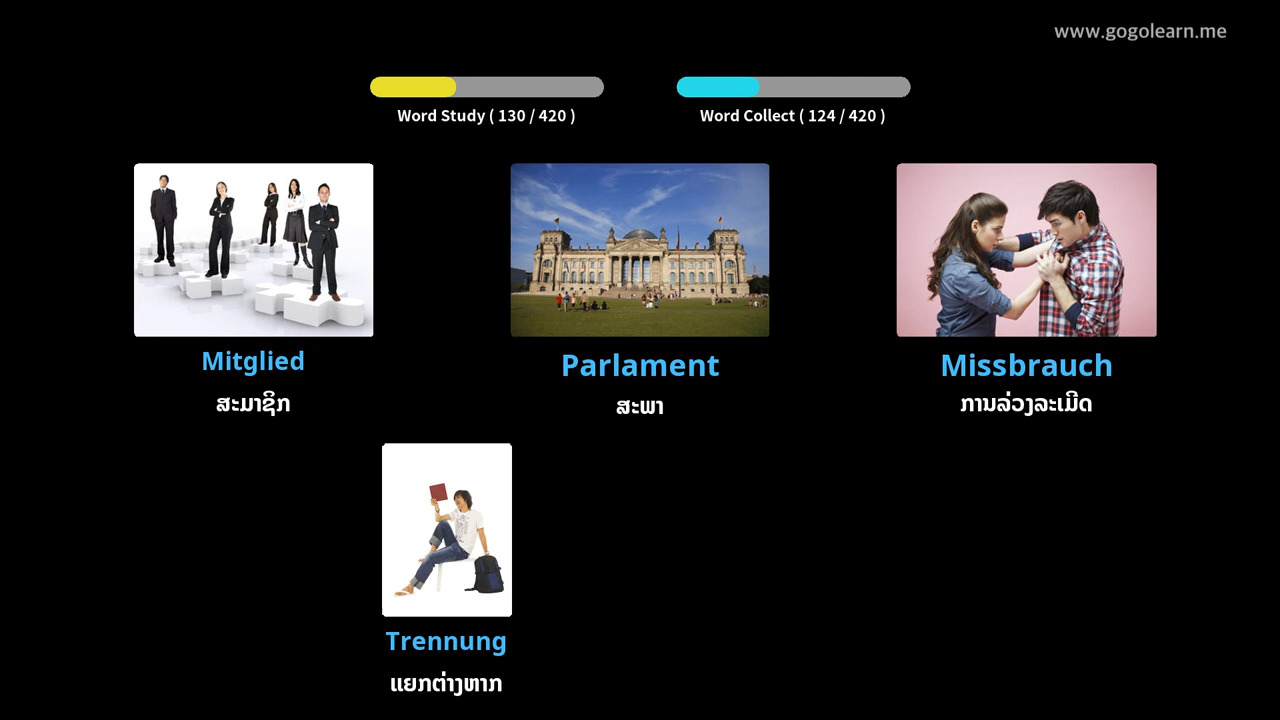 www.gogolearn.me
Word Study ( 130 / 420 )
Word Collect ( 124 / 420 )
Mitglied
ສະມາຊິກ
Parlament
ສະພາ
Missbrauch
ການລ່ວງລະເມີດ
Trennung
ແຍກຕ່າງຫາກ